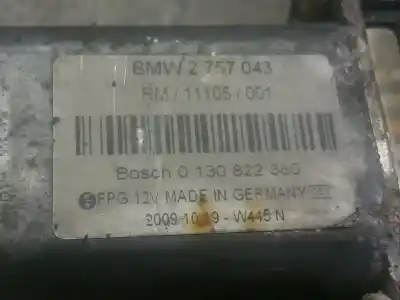 BMW 2 757 043
RM / 11105 / 001
Bosch 0 130 822 360
FPG 12V MADE IN GERMANY
2009 10 19 - W445 N